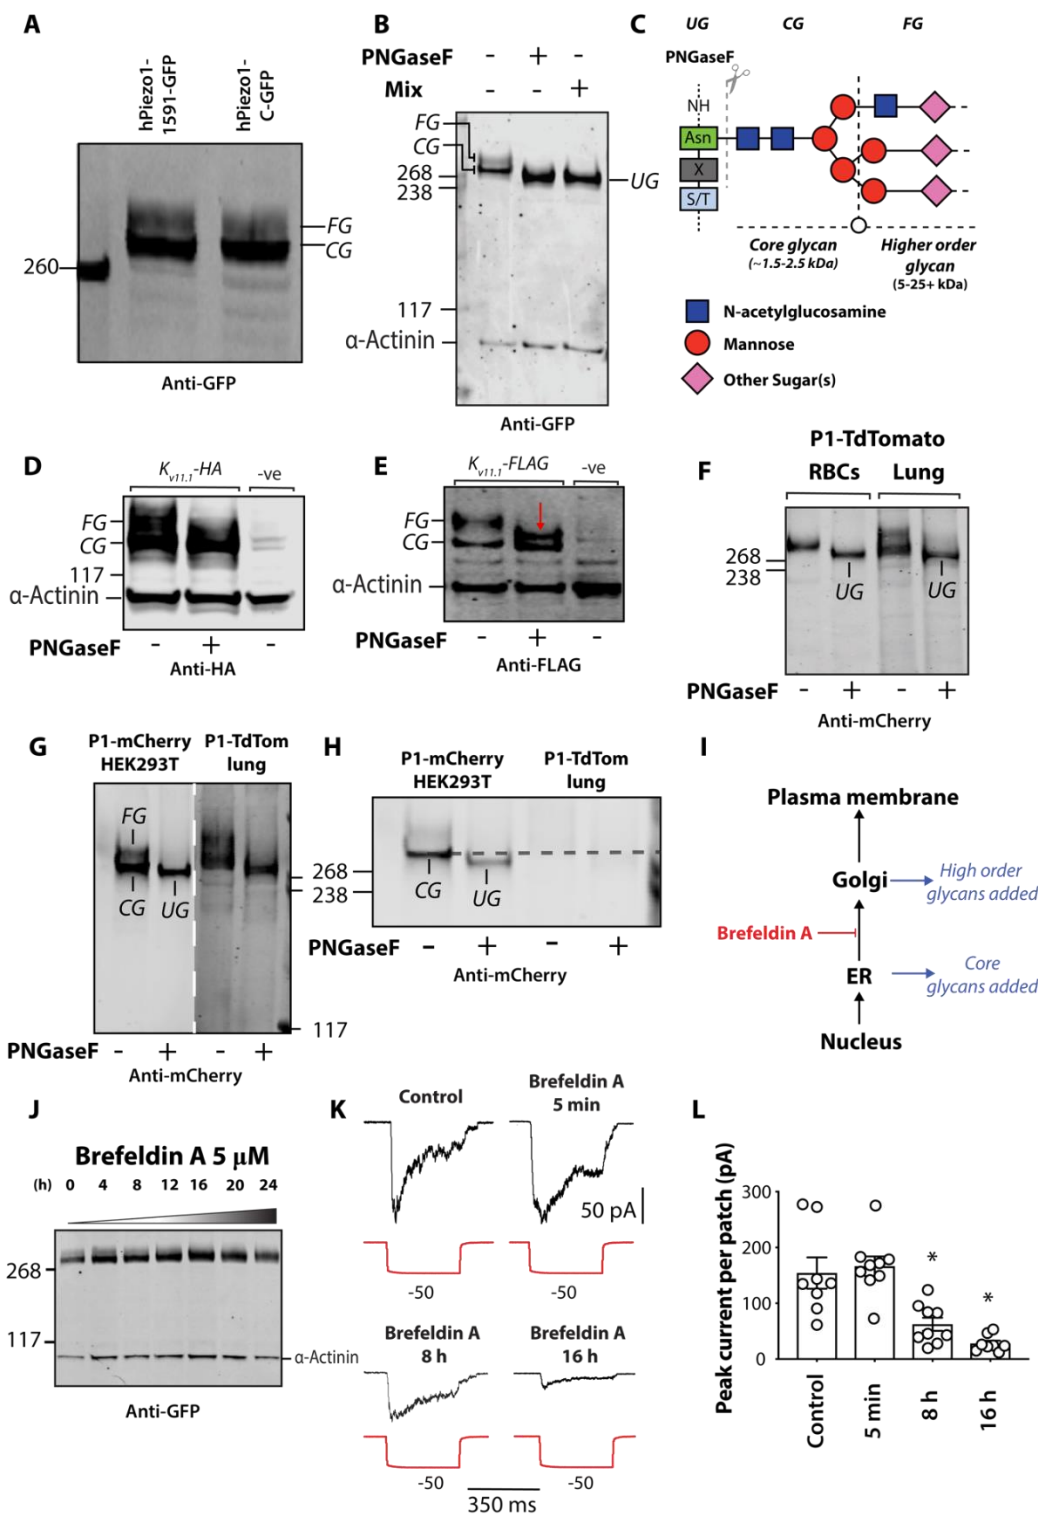 A
hPiezo1-
1591-GFP
hPiezo1-
C-GFP
FG
CG
260
Anti-GFP
B
PNGaseF - + -
Mix - - +
FG
CG
268
238
UG
117
α-Actinin
Anti-GFP
C
UG CG FG
PNGaseF
NH
Asn
X
S/T
Core glycan
(~1.5-2.5 kDa)
Higher order
glycan
(5-25+ kDa)
N-acetylglucosamine
Mannose
Other Sugar(s)
D
Kv11.1-HA -ve
FG
CG
117
α-Actinin
PNGaseF - + -
Anti-HA
E
Kv11.1-FLAG -ve
FG
CG
α-Actinin
PNGaseF - + -
Anti-FLAG
F
P1-TdTomato
RBCs Lung
268
238
UG UG
PNGaseF - + - +
Anti-mCherry
G
P1-mCherry P1-TdTom
HEK293T lung
FG
CG UG
268
238
117
PNGaseF - + - +
Anti-mCherry
H
P1-mCherry P1-TdTom
HEK293T lung
CG UG
PNGaseF - + - +
Anti-mCherry
I
Plasma membrane
Golgi
High order
glycans added
Brefeldin A
ER
Core
glycans added
Nucleus
J
Brefeldin A 5 µM
(h) 0 4 8 12 16 20 24
268
117
α-Actinin
Anti-GFP
K
Control
Brefeldin A
5 min
50 pA
-50 -50
Brefeldin A
8 h
Brefeldin A
16 h
-50 -50
350 ms
L
Peak current per patch (pA)
300
200
100
0
* *
Control
5 min
8 h
16 h